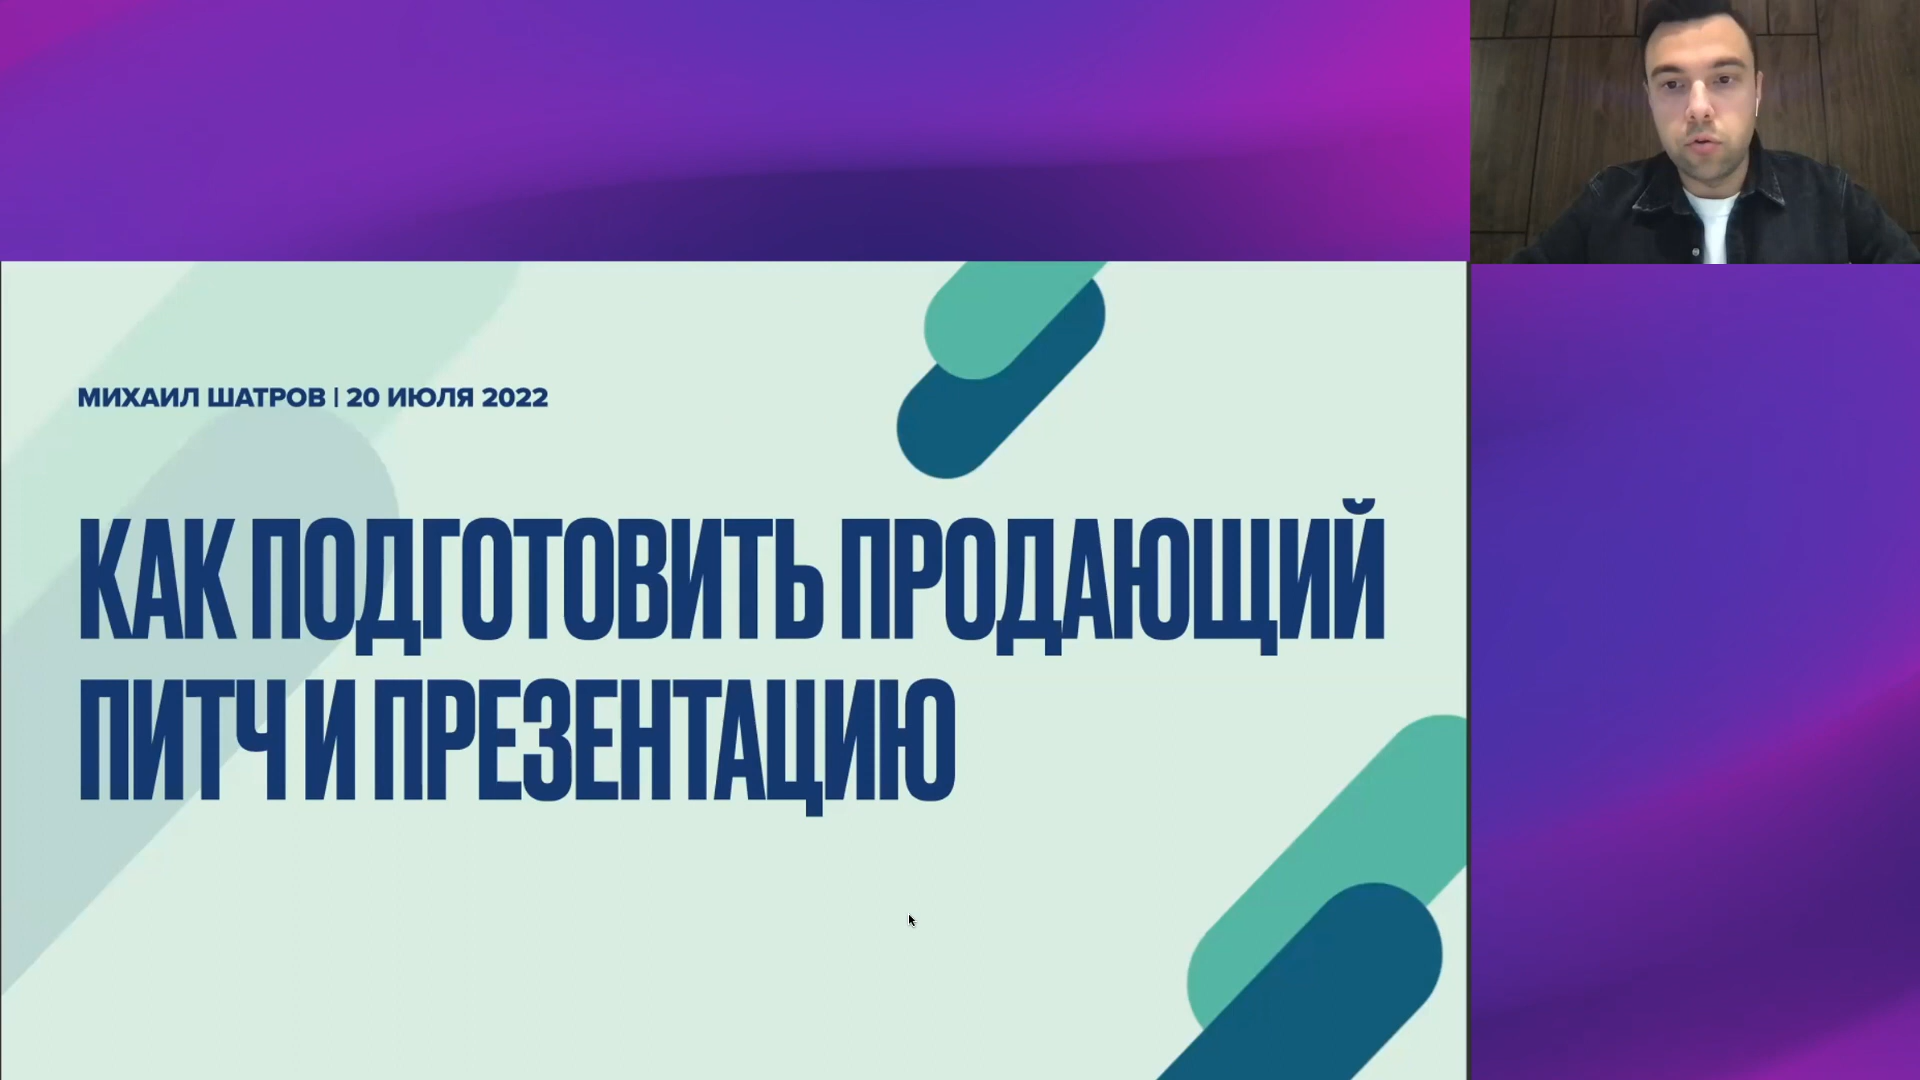 МИХАИЛ ШАТРОВ | 20 ИЮЛЯ 2022
КАК ПОДГОТОВИТЬ ПРОДАЮЩИЙ
ПИТЧ И ПРЕЗЕНТАЦИЮ